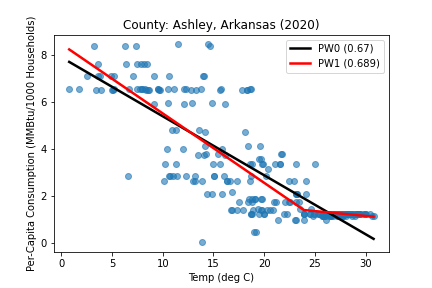 County: Ashley, Arkansas (2020)
PW0 (0.67)
PW1 (0.689)
Per-Capita Consumption (MMBtu/1000 Households)
8
6
4
2
0
0 5 10 15 20 25 30
Temp (deg C)